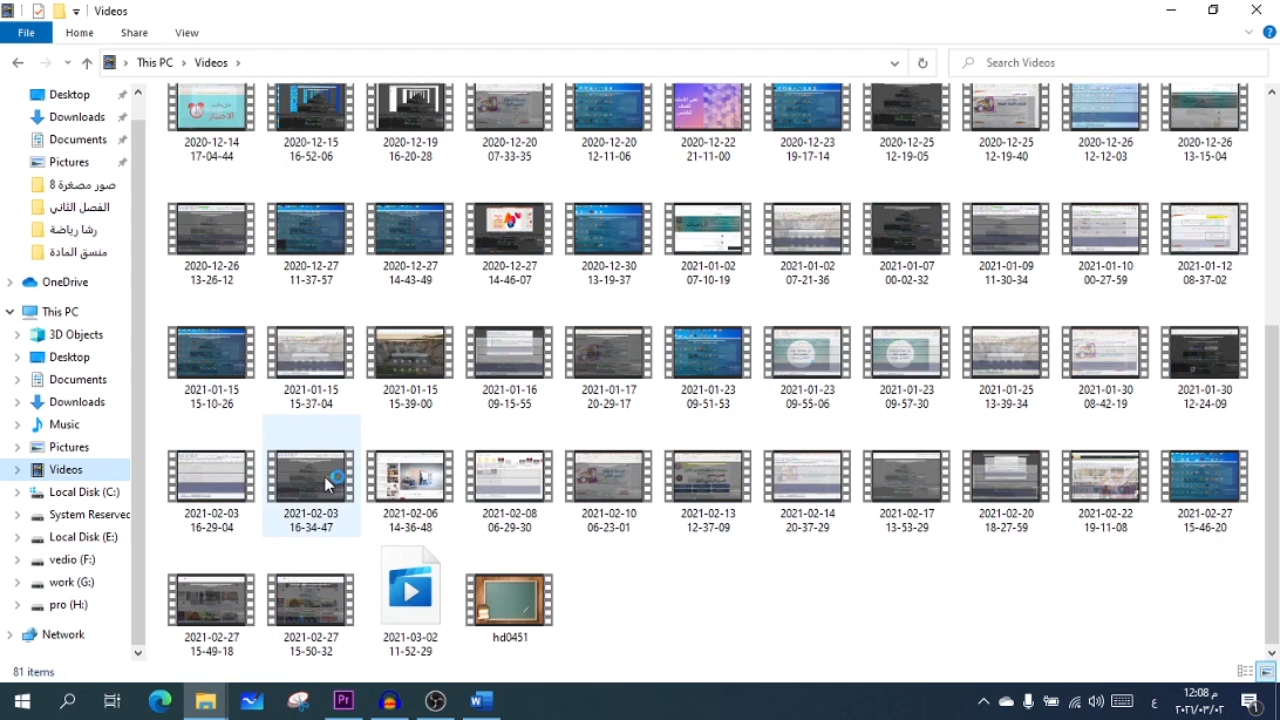 Videos
File Home Share View
This PC Videos
Search Videos
Desktop
Downloads
Documents
Pictures
صور مصغرة 8
الفصل الثاني
رشا رياضة
منسق المادة
OneDrive
This PC
3D Objects
Desktop
Documents
Downloads
Music
Pictures
Videos
Local Disk (C:)
System Reserved
Local Disk (E:)
vedio (F:)
work (G:)
pro (H:)
Network
2020-12-14 2020-12-15 2020-12-19 2020-12-20 2020-12-20 2020-12-22 2020-12-23 2020-12-25 2020-12-25 2020-12-26 2020-12-26
17-04-44 16-52-06 16-20-28 07-33-35 12-11-06 21-11-00 19-17-14 12-19-05 12-19-40 12-12-03 13-15-04
2020-12-26 2020-12-27 2020-12-27 2020-12-27 2020-12-30 2021-01-02 2021-01-02 2021-01-07 2021-01-09 2021-01-10 2021-01-12
13-26-12 11-37-57 14-43-49 14-46-07 13-19-37 07-10-19 07-21-36 00-02-32 11-30-34 00-27-59 08-37-02
2021-01-15 2021-01-15 2021-01-15 2021-01-16 2021-01-17 2021-01-23 2021-01-23 2021-01-23 2021-01-25 2021-01-30 2021-01-30
15-10-26 15-37-04 15-39-00 09-15-55 20-29-17 09-51-53 09-55-06 09-57-30 13-39-34 08-42-19 12-24-09
2021-02-03 2021-02-03 2021-02-06 2021-02-08 2021-02-10 2021-02-13 2021-02-14 2021-02-17 2021-02-20 2021-02-22 2021-02-27
16-29-04 16-34-47 14-36-48 06-29-30 06-23-01 12-37-09 20-37-29 13-53-29 18-27-59 19-11-08 15-46-20
2021-02-27 2021-02-27 2021-03-02 hd0451
15-49-18 15-50-32 11-52-29
81 items
Pr
ع
12:08 م
٢٠٢١/٠٣/٠٢